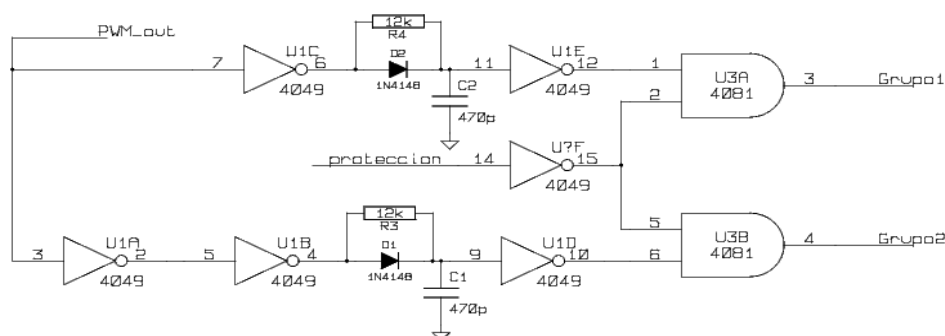 PWM_out
12k
R4
7 U1C 6
4049
D2
1N4148
C2
470p
11 U1E 12
4049
1
2
U3A
4081
3 Grupo1
proteccion 14 U?F 15
4049
12k
R3
3 U1A 2
4049
5 U1B 4
4049
D1
1N4148
C1
470p
9 U1D 10
4049
5
6
U3B
4081
4 Grupo2